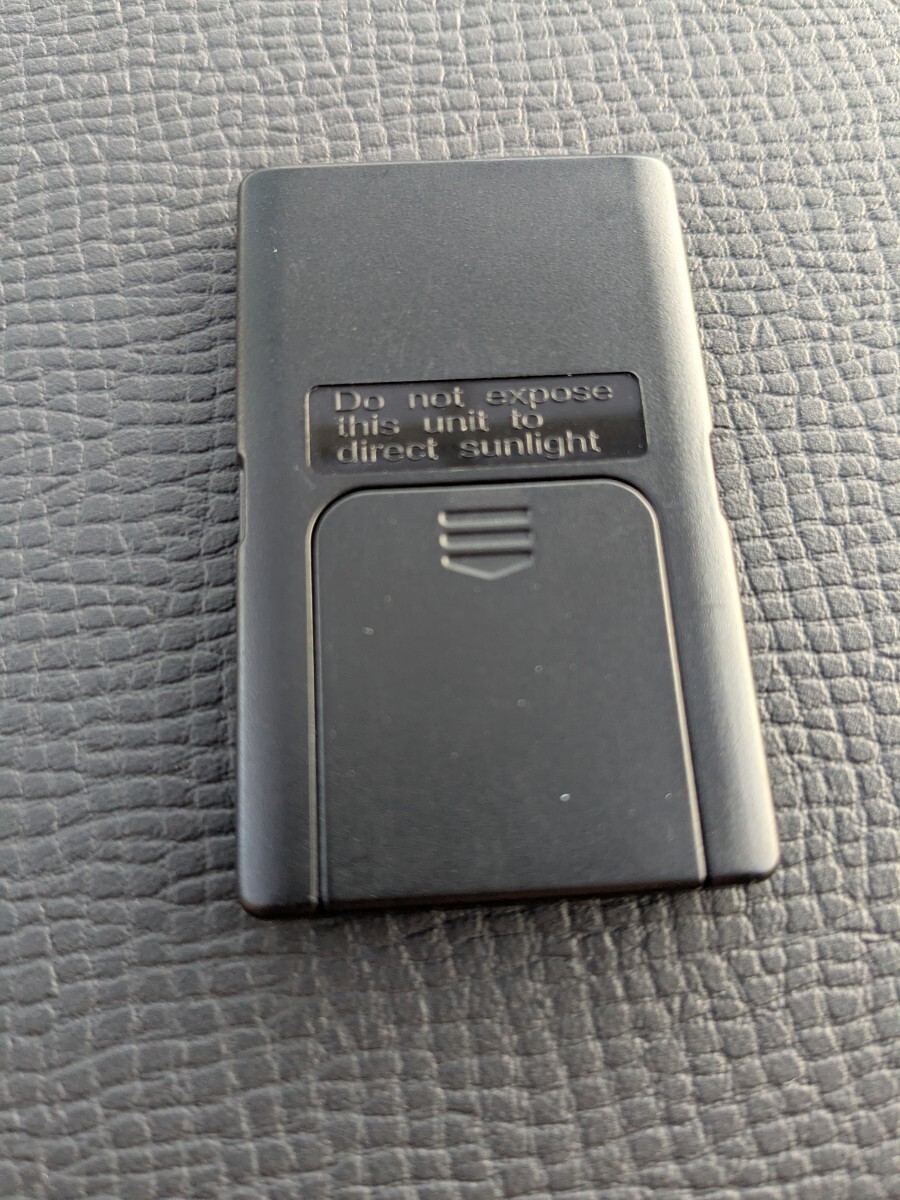 Do not expose
this unit to
direct sunlight